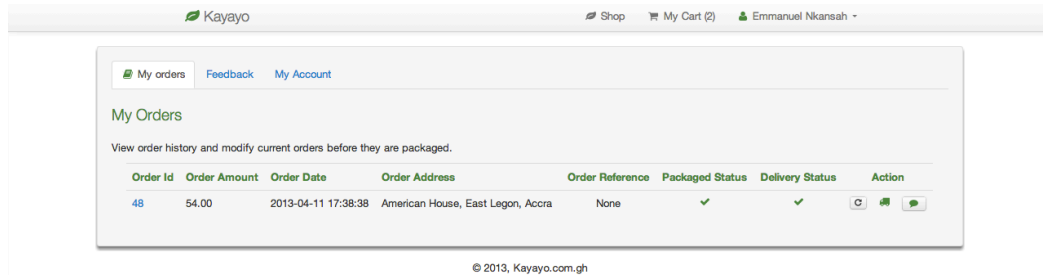 Kayayo Shop My Cart (2) Emmanuel Nkansah
My orders Feedback My Account
My Orders
View order history and modify current orders before they are packaged.
Order Id Order Amount Order Date Order Address Order Reference Packaged Status Delivery Status Action
48 54.00 2013-04-11 17:38:38 American House, East Legon, Accra None
© 2013, Kayayo.com.gh